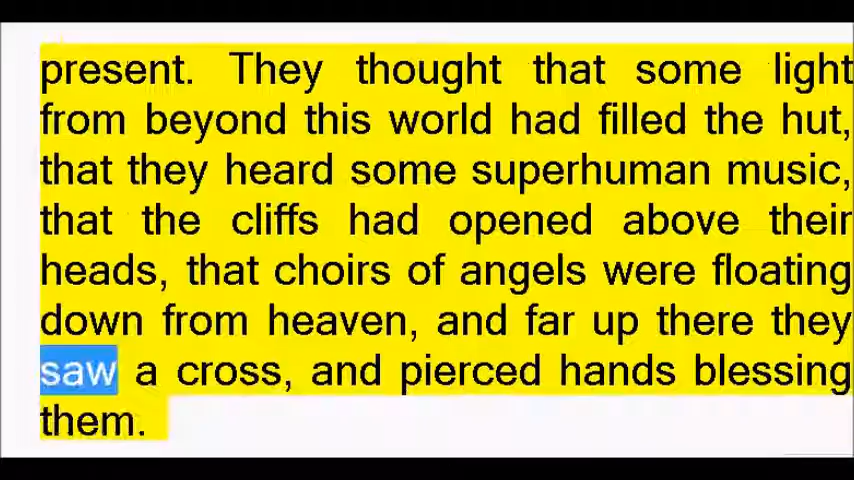 present. They thought that some light
from beyond this world had filled the hut,
that they heard some superhuman music,
that the cliffs had opened above their
heads, that choirs of angels were floating
down from heaven, and far up there they
saw a cross, and pierced hands blessing
them.